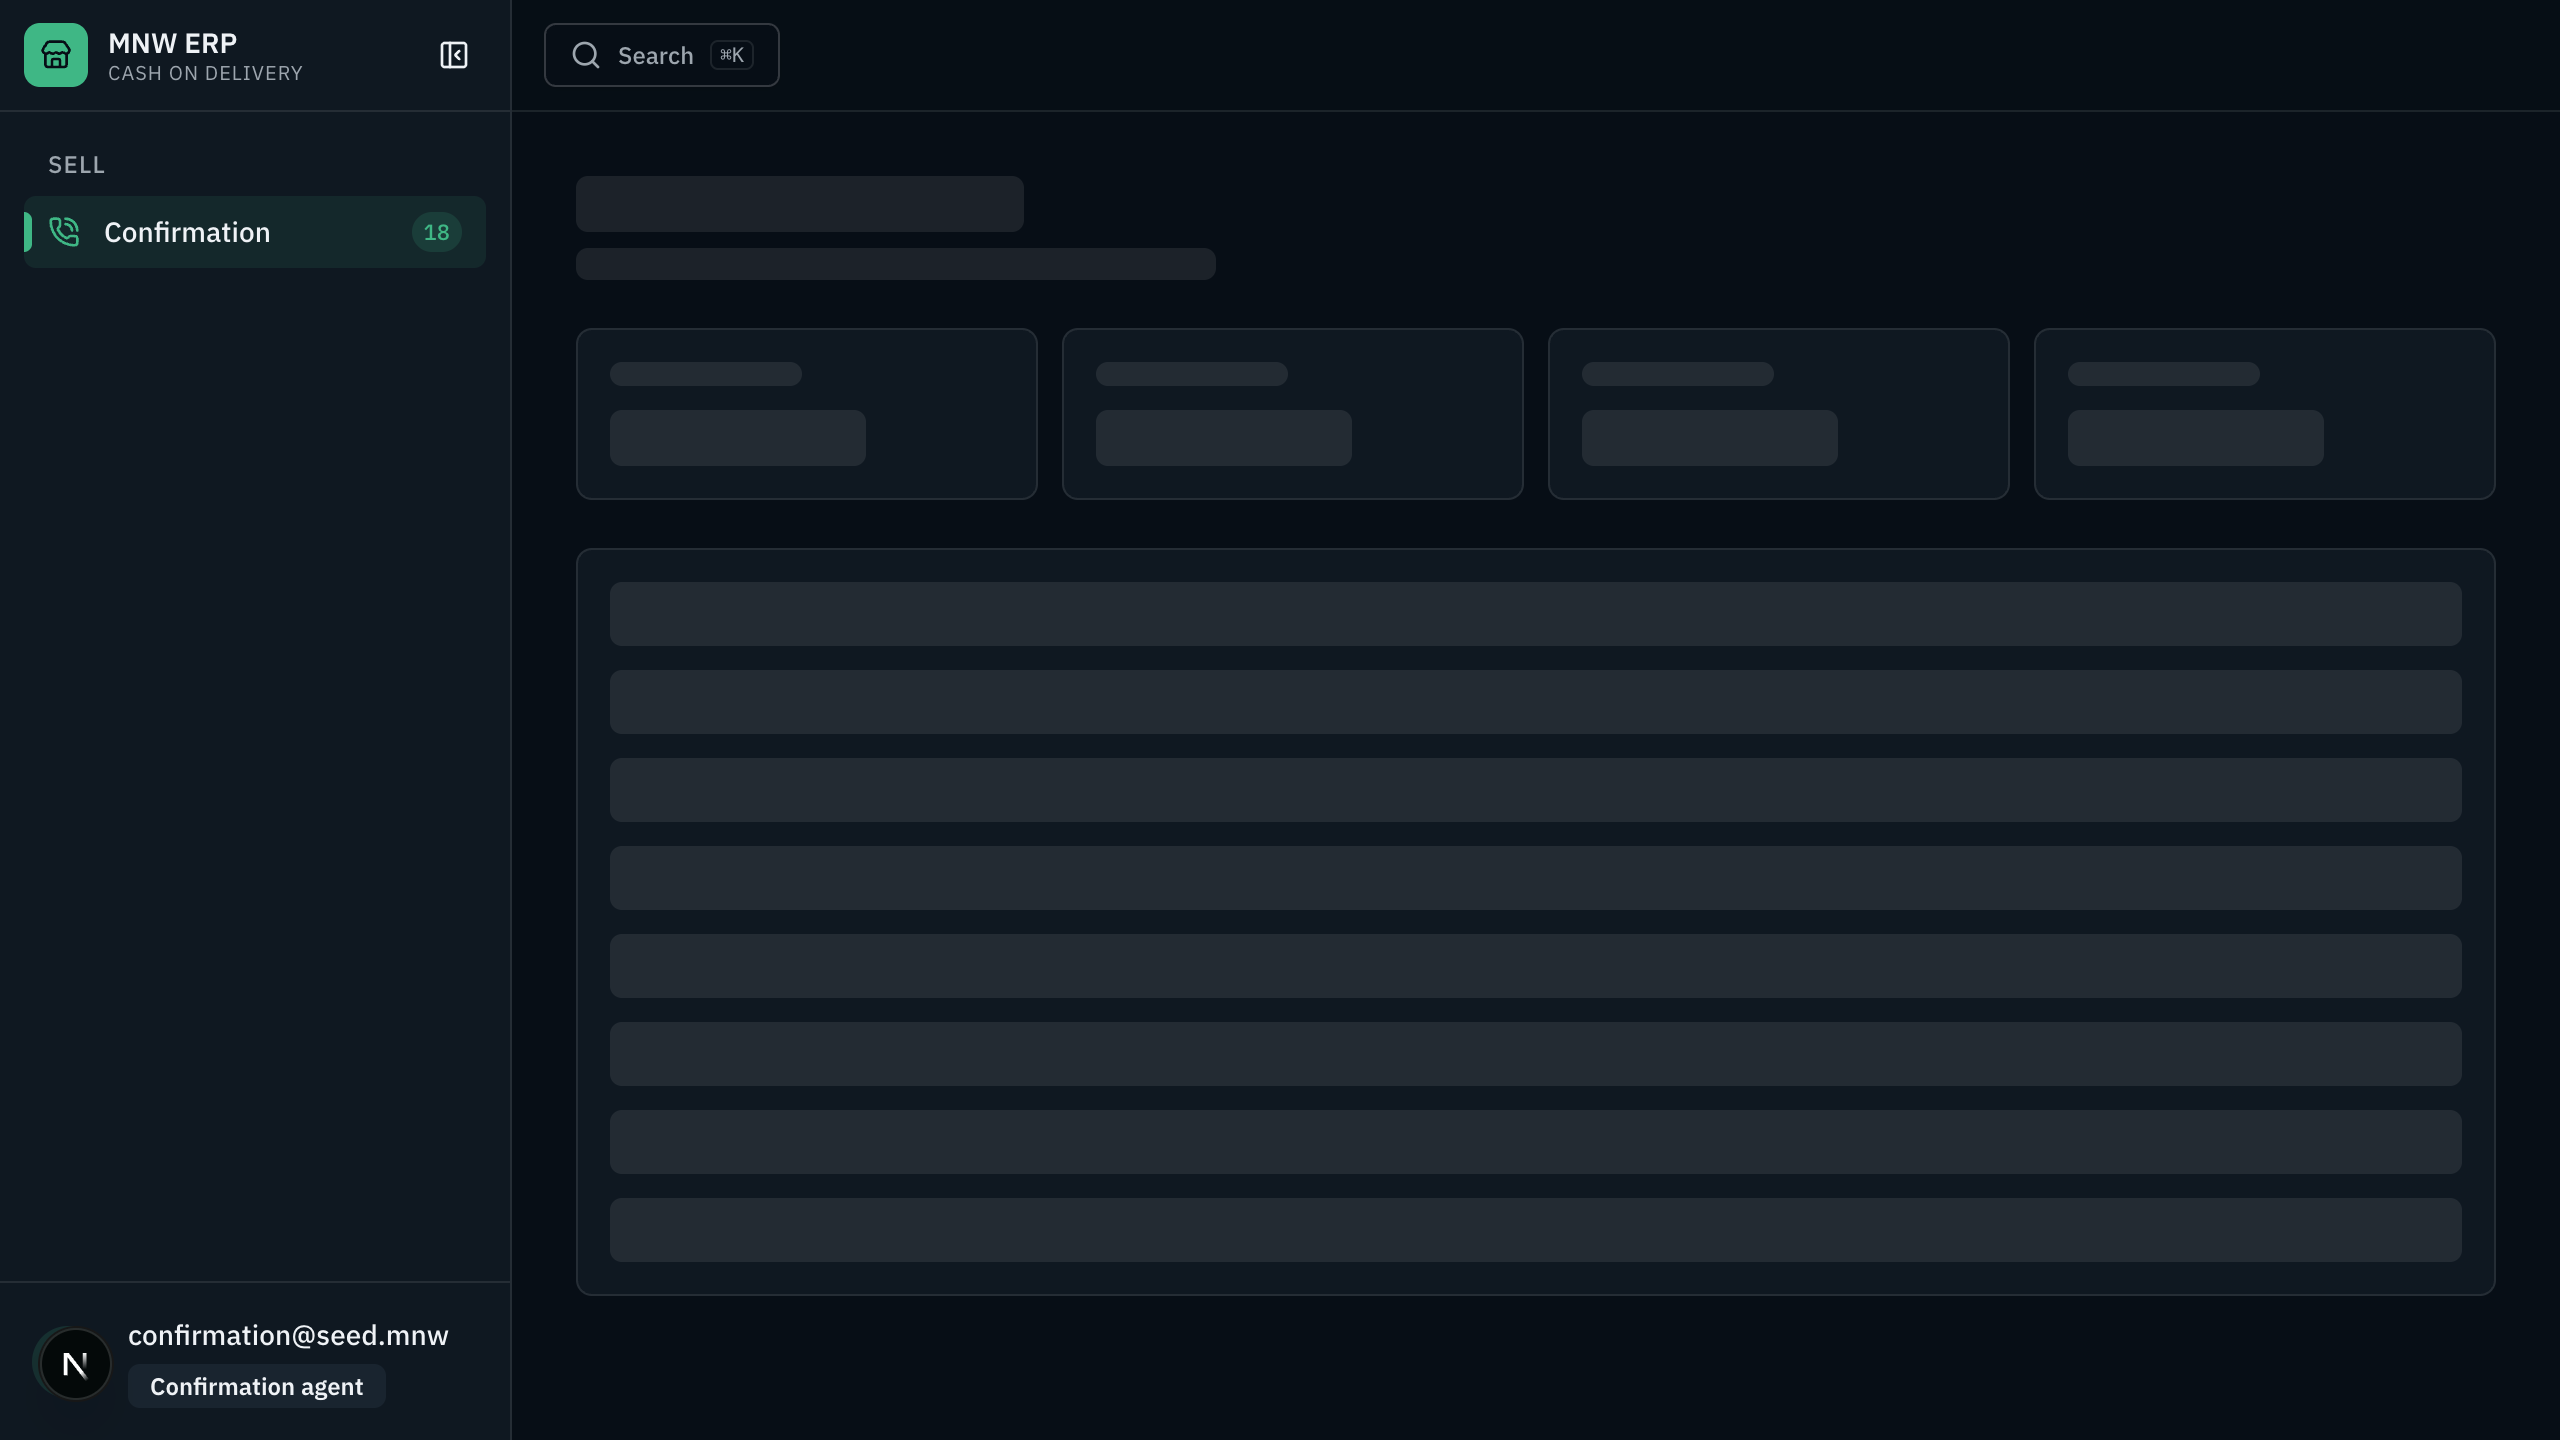 MNW ERP
CASH ON DELIVERY
Search ⌘K
SELL
Confirmation 18
confirmation@seed.mnw
N
Confirmation agent